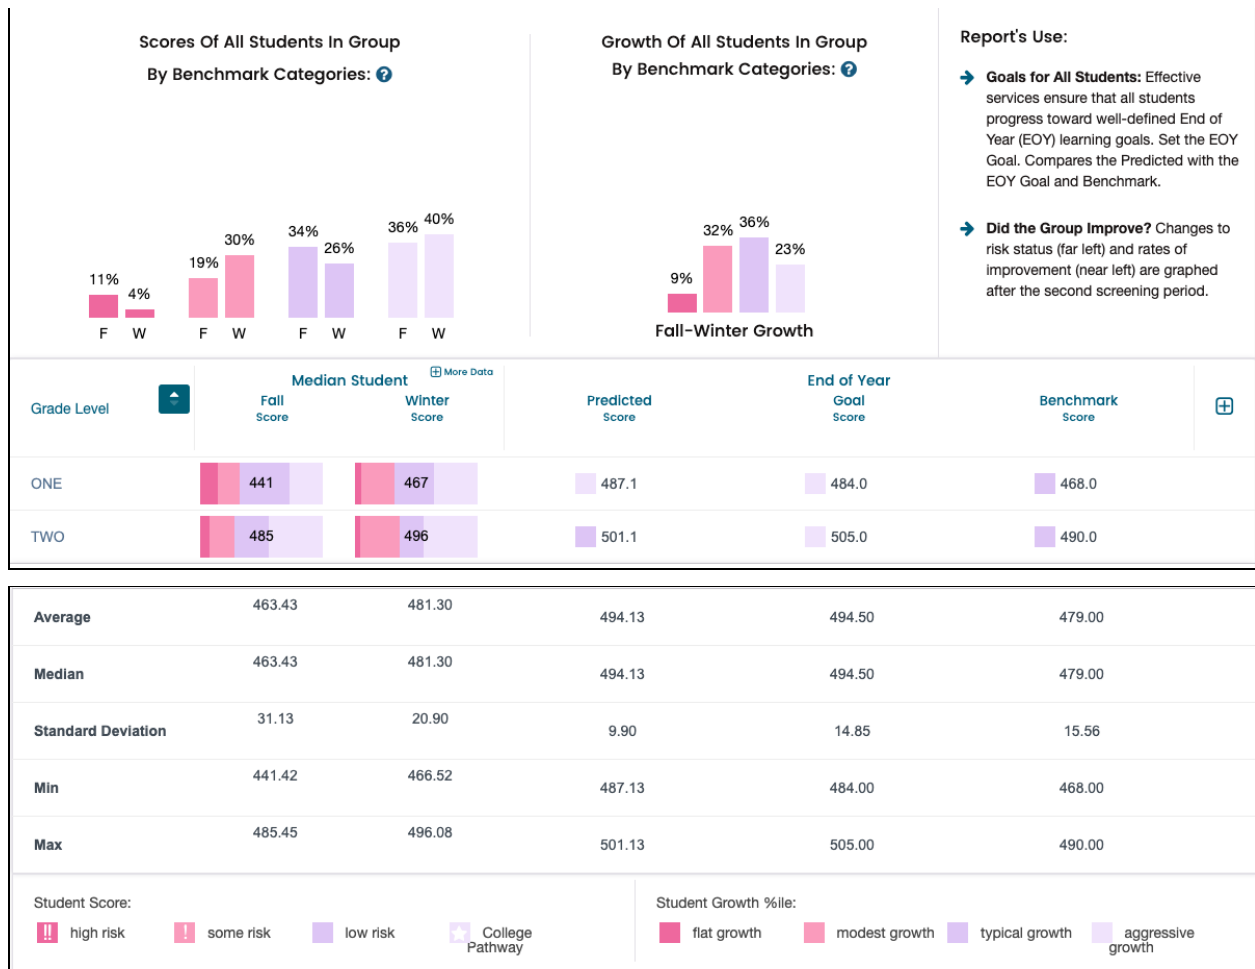 Scores Of All Students In Group
By Benchmark Categories: ?
11%
4%
19%
30%
34%
26%
36%
40%
F W F W F W F W
Growth Of All Students In Group
By Benchmark Categories: ?
9%
32%
36%
23%
Fall-Winter Growth
Report's Use:
Goals for All Students: Effective
services ensure that all students
progress toward well-defined End of
Year (EOY) learning goals. Set the EOY
Goal. Compares the Predicted with the
EOY Goal and Benchmark.
Did the Group Improve? Changes to
risk status (far left) and rates of
improvement (near left) are graphed
after the second screening period.
Grade Level
Median Student
More Data
Fall
Score
Winter
Score
End of Year
Predicted
Score
Goal
Score
Benchmark
Score
ONE 441 467 487.1 484.0 468.0
TWO 485 496 501.1 505.0 490.0
Average 463.43 481.30 494.13 494.50 479.00
Median 463.43 481.30 494.13 494.50 479.00
Standard Deviation 31.13 20.90 9.90 14.85 15.56
Min 441.42 466.52 487.13 484.00 468.00
Max 485.45 496.08 501.13 505.00 490.00
Student Score:
!! high risk
! some risk
low risk
College
Pathway
Student Growth %ile:
flat growth
modest growth
typical growth
aggressive
growth